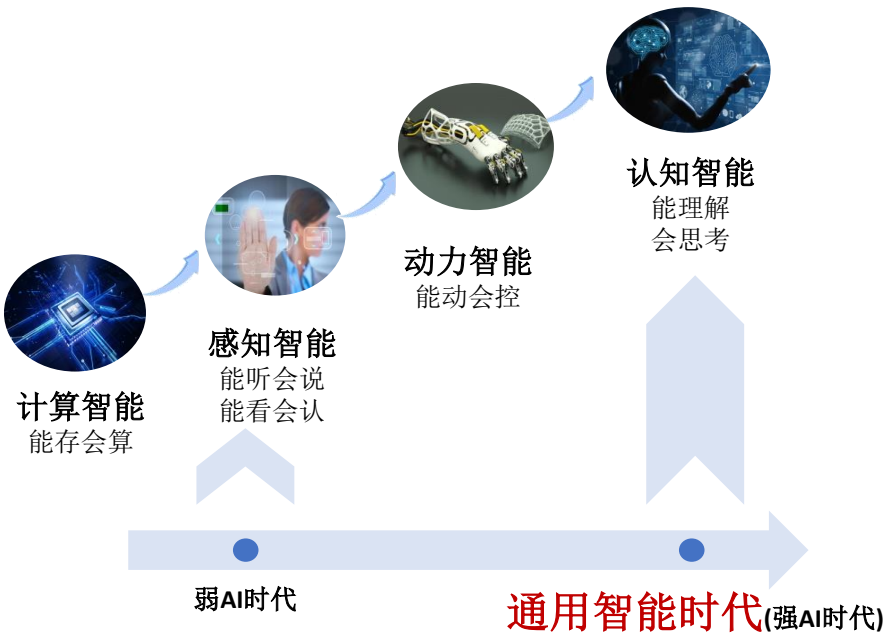 计算智能
能存会算
感知智能
能听会说
能看会认
动力智能
能动会控
认知智能
能理解
会思考
弱AI时代
通用智能时代(强AI时代)